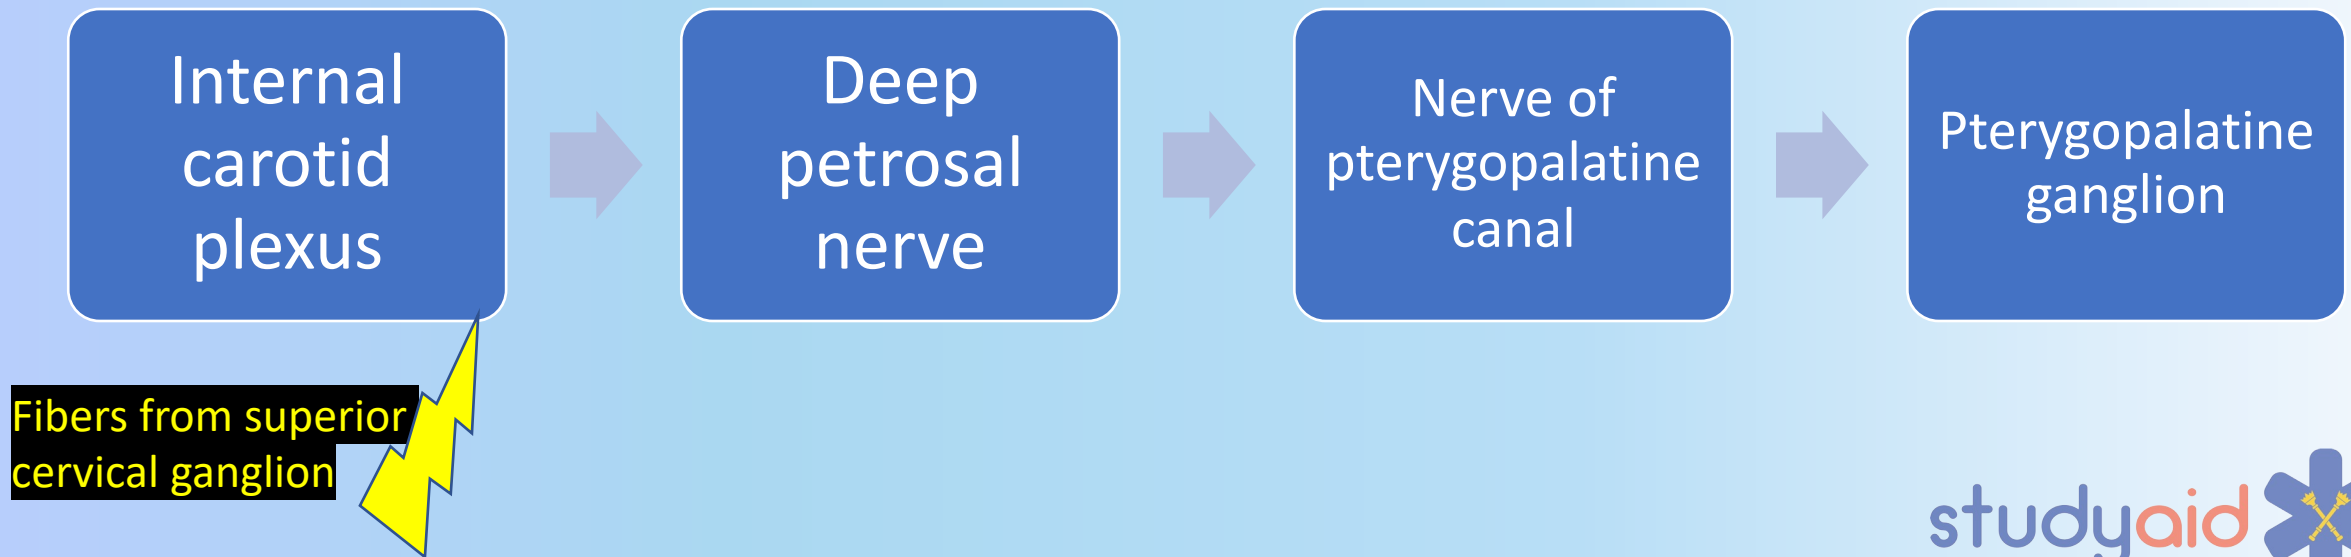 Internal
carotid
plexus
Deep
petrosal
nerve
Nerve of
pterygopalatine
canal
Pterygopalatine
ganglion
Fibers from superior
cervical ganglion
studyaid